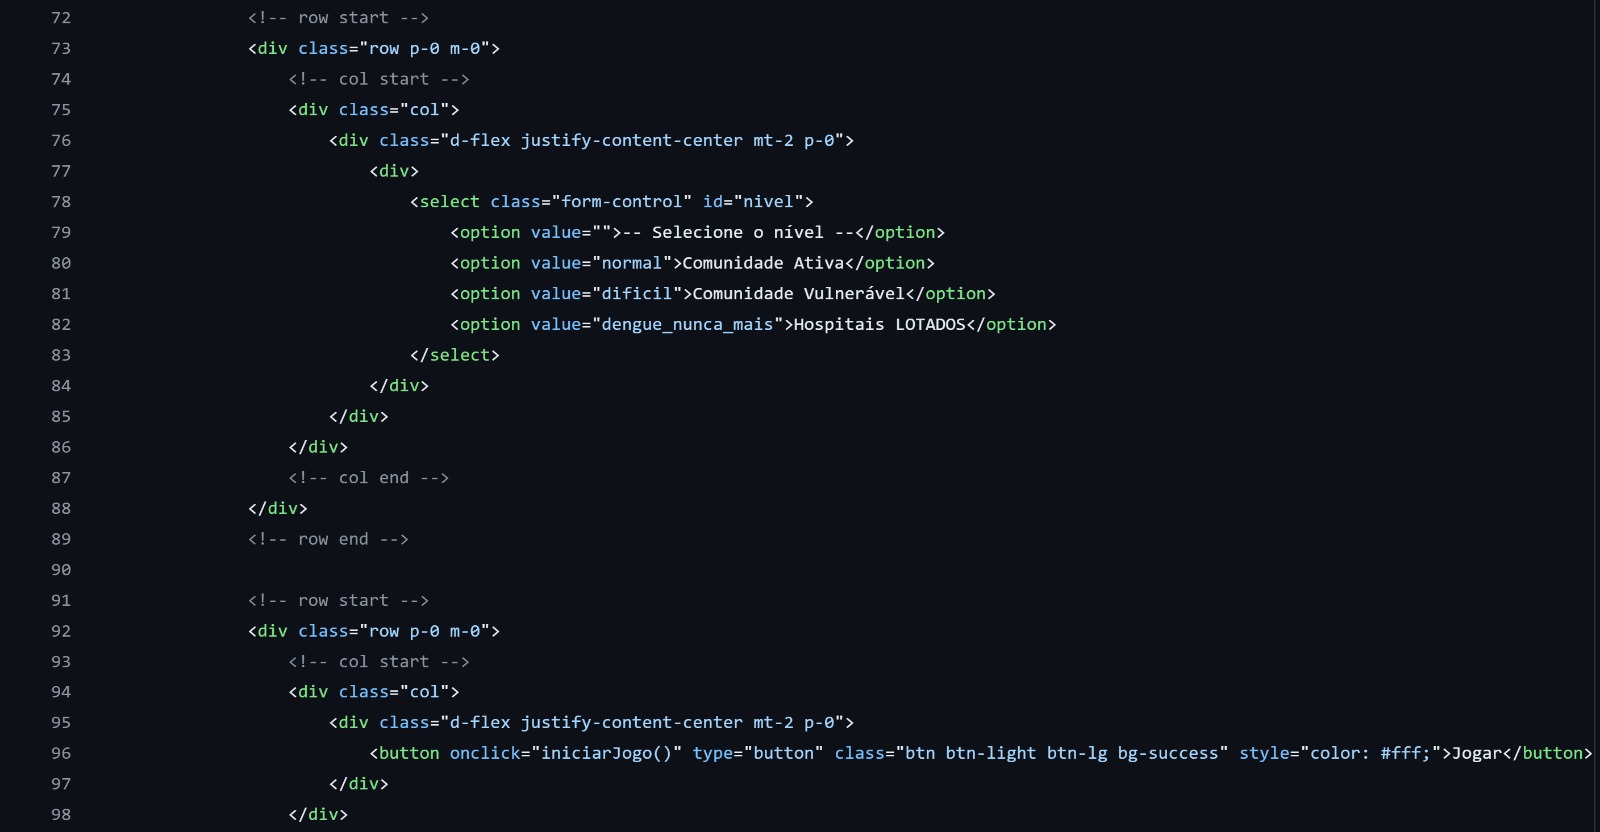 72 <!-- row start -->
73 <div class="row p-0 m-0">
74 <!-- col start -->
75 <div class="col">
76 <div class="d-flex justify-content-center mt-2 p-0">
77 <div>
78 <select class="form-control" id="nivel">
79 <option value="">-- Selecione o nível --</option>
80 <option value="normal">Comunidade Ativa</option>
81 <option value="dificil">Comunidade Vulnerável</option>
82 <option value="dengue_nunca_mais">Hospitais LOTADOS</option>
83 </select>
84 </div>
85 </div>
86 </div>
87 <!-- col end -->
88 </div>
89 <!-- row end -->
90
91 <!-- row start -->
92 <div class="row p-0 m-0">
93 <!-- col start -->
94 <div class="col">
95 <div class="d-flex justify-content-center mt-2 p-0">
96 <button onclick="iniciarJogo()" type="button" class="btn btn-light btn-lg bg-success" style="color: #fff;">Jogar</button>
97 </div>
98 </div>